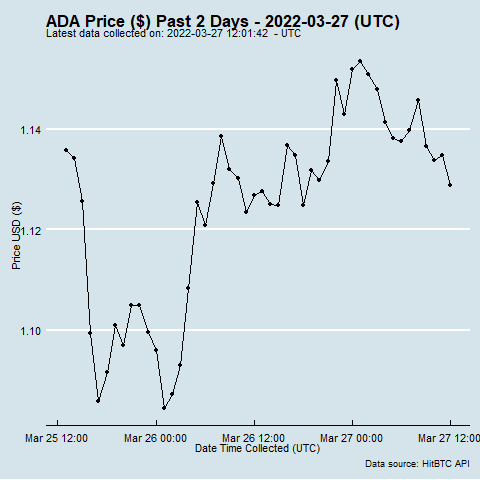 ADA Price ($) Past 2 Days - 2022-03-27 (UTC)
Latest data collected on: 2022-03-27 12:01:42 - UTC
1.14
1.12
1.10
Price USD ($)
Mar 25 12:00 Mar 26 00:00 Mar 26 12:00 Mar 27 00:00 Mar 27 12:00
Date Time Collected (UTC)
Data source: HitBTC API